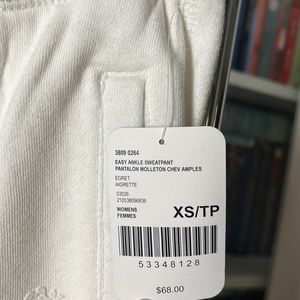 3809 0264
EASY ANKLE SWEATPANT
PANTALON MOLLETON CHEV AMPLES
EGRET
AIGRETTE
03026
210538096836
WOMENS
FEMMES
XS/TP
53348128
$68.00